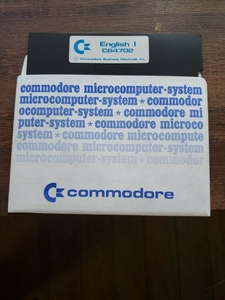 English I
C64702
© Commodore Business Machines, Inc.
commodore microcomputer-system
microcomputer-system * commodor
ocomputer-system * commodore mi
puter-system * commodore microco
system * commodore microcompute
commodore microcomputer-system
microcomputer-system * commodor
commodore